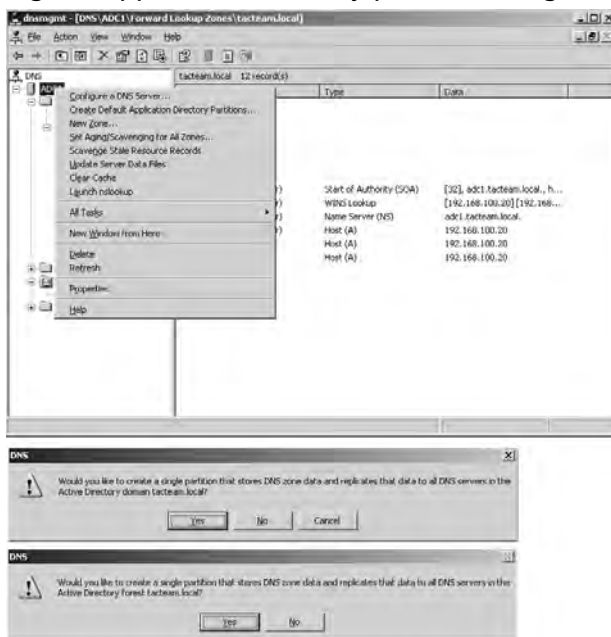 dnsmgmt - [DNS\ADC1\Forward Lookup Zones\tacteam.local]
File Action View Window Help
DNS
tacteam.local 12 record(s)
Type Data
Configure a DNS Server...
Create Default Application Directory Partitions...
New Zone...
Set Aging/Scavenging for All Zones...
Scavenge Stale Resource Records
Update Server Data Files
Clear Cache
Launch nslookup
All Tasks
New Window from Here
Delete
Refresh
Properties
Help
Start of Authority (SOA) [32], adc1.tacteam.local., h...
WINS Lookup [192.168.100.20] [192.168...
Name Server (NS) adc1.tacteam.local.
Host (A) 192.168.100.20
Host (A) 192.168.100.20
Host (A) 192.168.100.20
DNS
Would you like to create a single partition that stores DNS zone data and replicates that data to all DNS servers in the
Active Directory domain tacteam.local?
Yes No Cancel
DNS
Would you like to create a single partition that stores DNS zone data and replicates that data to all DNS servers in the
Active Directory forest tacteam.local?
Yes No